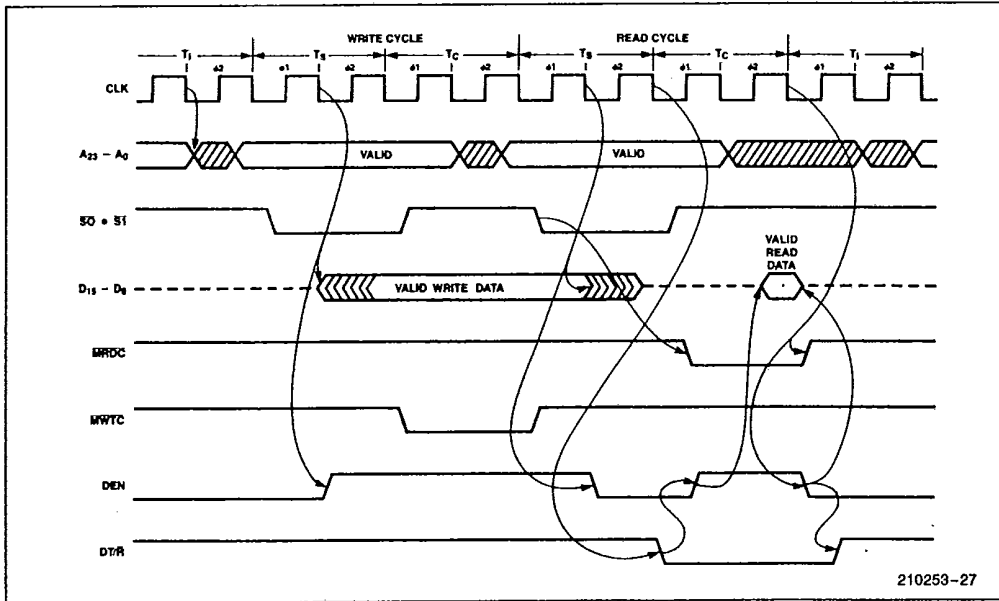 WRITE CYCLE READ CYCLE
TI TS TC TS TC TI
φ2 φ1 φ2 φ1 φ2 φ1 φ2 φ1 φ2 φ1 φ2
CLK
A23 – A0 VALID VALID
S0 • S1
VALID READ DATA
D15 – D0 VALID WRITE DATA
MRDC
MWTC
DEN
DT/R
210253–27